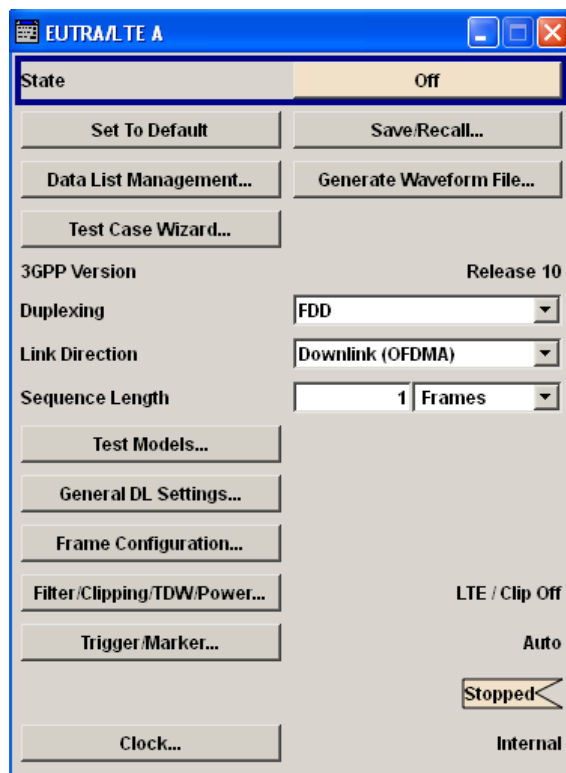 EUTRA/LTE A
State Off
Set To Default Save/Recall...
Data List Management... Generate Waveform File...
Test Case Wizard...
3GPP Version Release 10
Duplexing FDD
Link Direction Downlink (OFDMA)
Sequence Length 1 Frames
Test Models...
General DL Settings...
Frame Configuration...
Filter/Clipping/TDW/Power... LTE / Clip Off
Trigger/Marker... Auto
Stopped
Clock... Internal